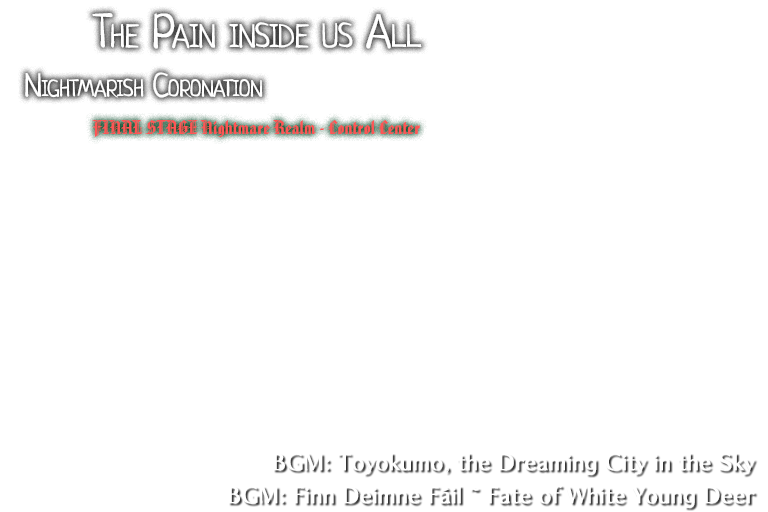 The Pain inside us All
Nightmarish Coronation
FINAL STAGE Nightmare Realm - Control Center
BGM: Toyokumo, the Dreaming City in the Sky
BGM: Finn Deimne Fáil ~ Fate of White Young Deer